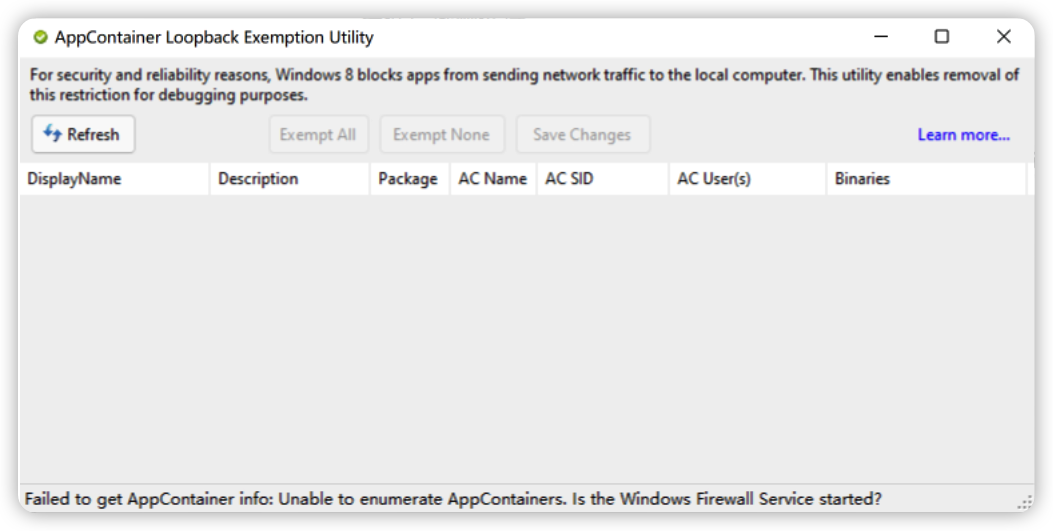 AppContainer Loopback Exemption Utility
For security and reliability reasons, Windows 8 blocks apps from sending network traffic to the local computer. This utility enables removal of
this restriction for debugging purposes.
Refresh Exempt All Exempt None Save Changes Learn more...
DisplayName Description Package AC Name AC SID AC User(s) Binaries
Failed to get AppContainer info: Unable to enumerate AppContainers. Is the Windows Firewall Service started?